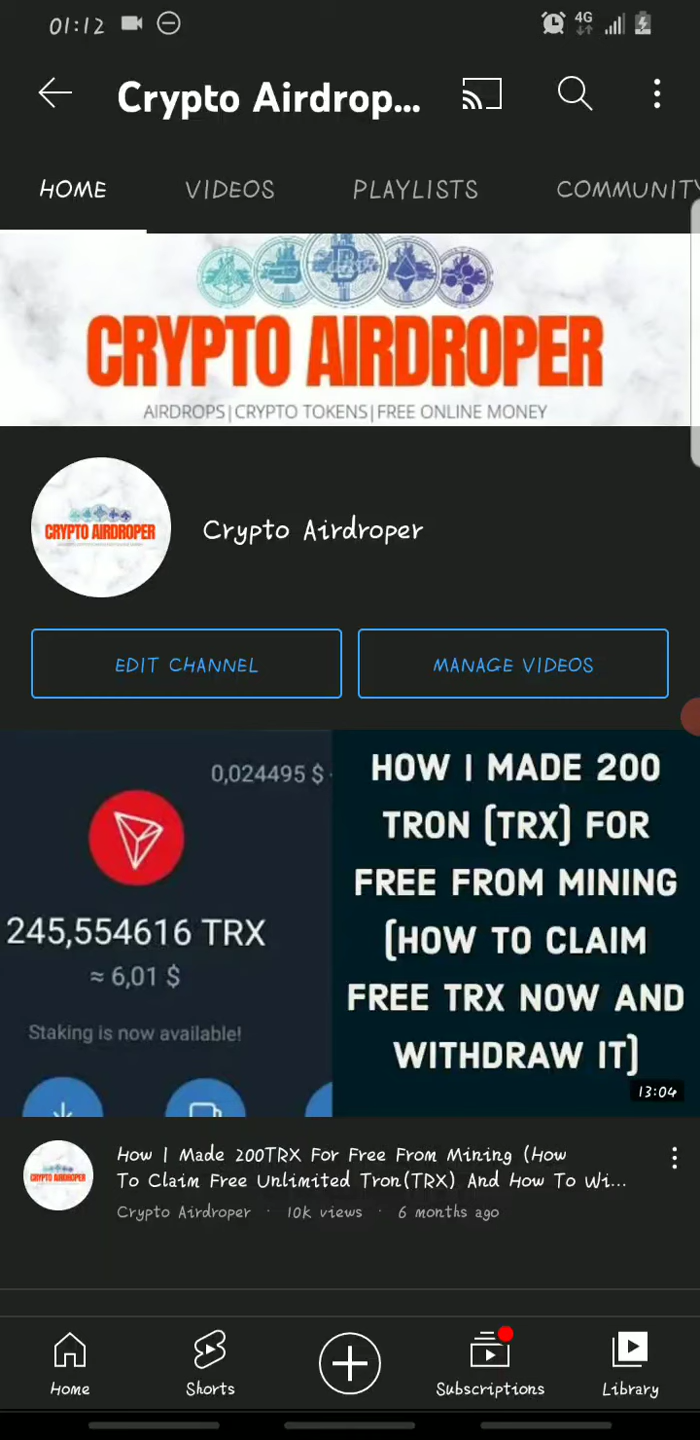 01:12
4G
Crypto Airdrop...
HOME VIDEOS PLAYLISTS COMMUNITY
CRYPTO AIRDROPER
AIRDROPS|CRYPTO TOKENS|FREE ONLINE MONEY
CRYPTO AIRDROPER
Crypto Airdroper
EDIT CHANNEL
MANAGE VIDEOS
0,024495 $
245,554616 TRX
≈ 6,01 $
Staking is now available!
HOW I MADE 200
TRON (TRX) FOR
FREE FROM MINING
(HOW TO CLAIM
FREE TRX NOW AND
WITHDRAW IT)
13:04
CRYPTO AIRDROPER
How I Made 200TRX For Free From Mining (How
To Claim Free Unlimited Tron(TRX) And How To Wi...
Crypto Airdroper · 10k views · 6 months ago
Home
Shorts
Subscriptions
Library